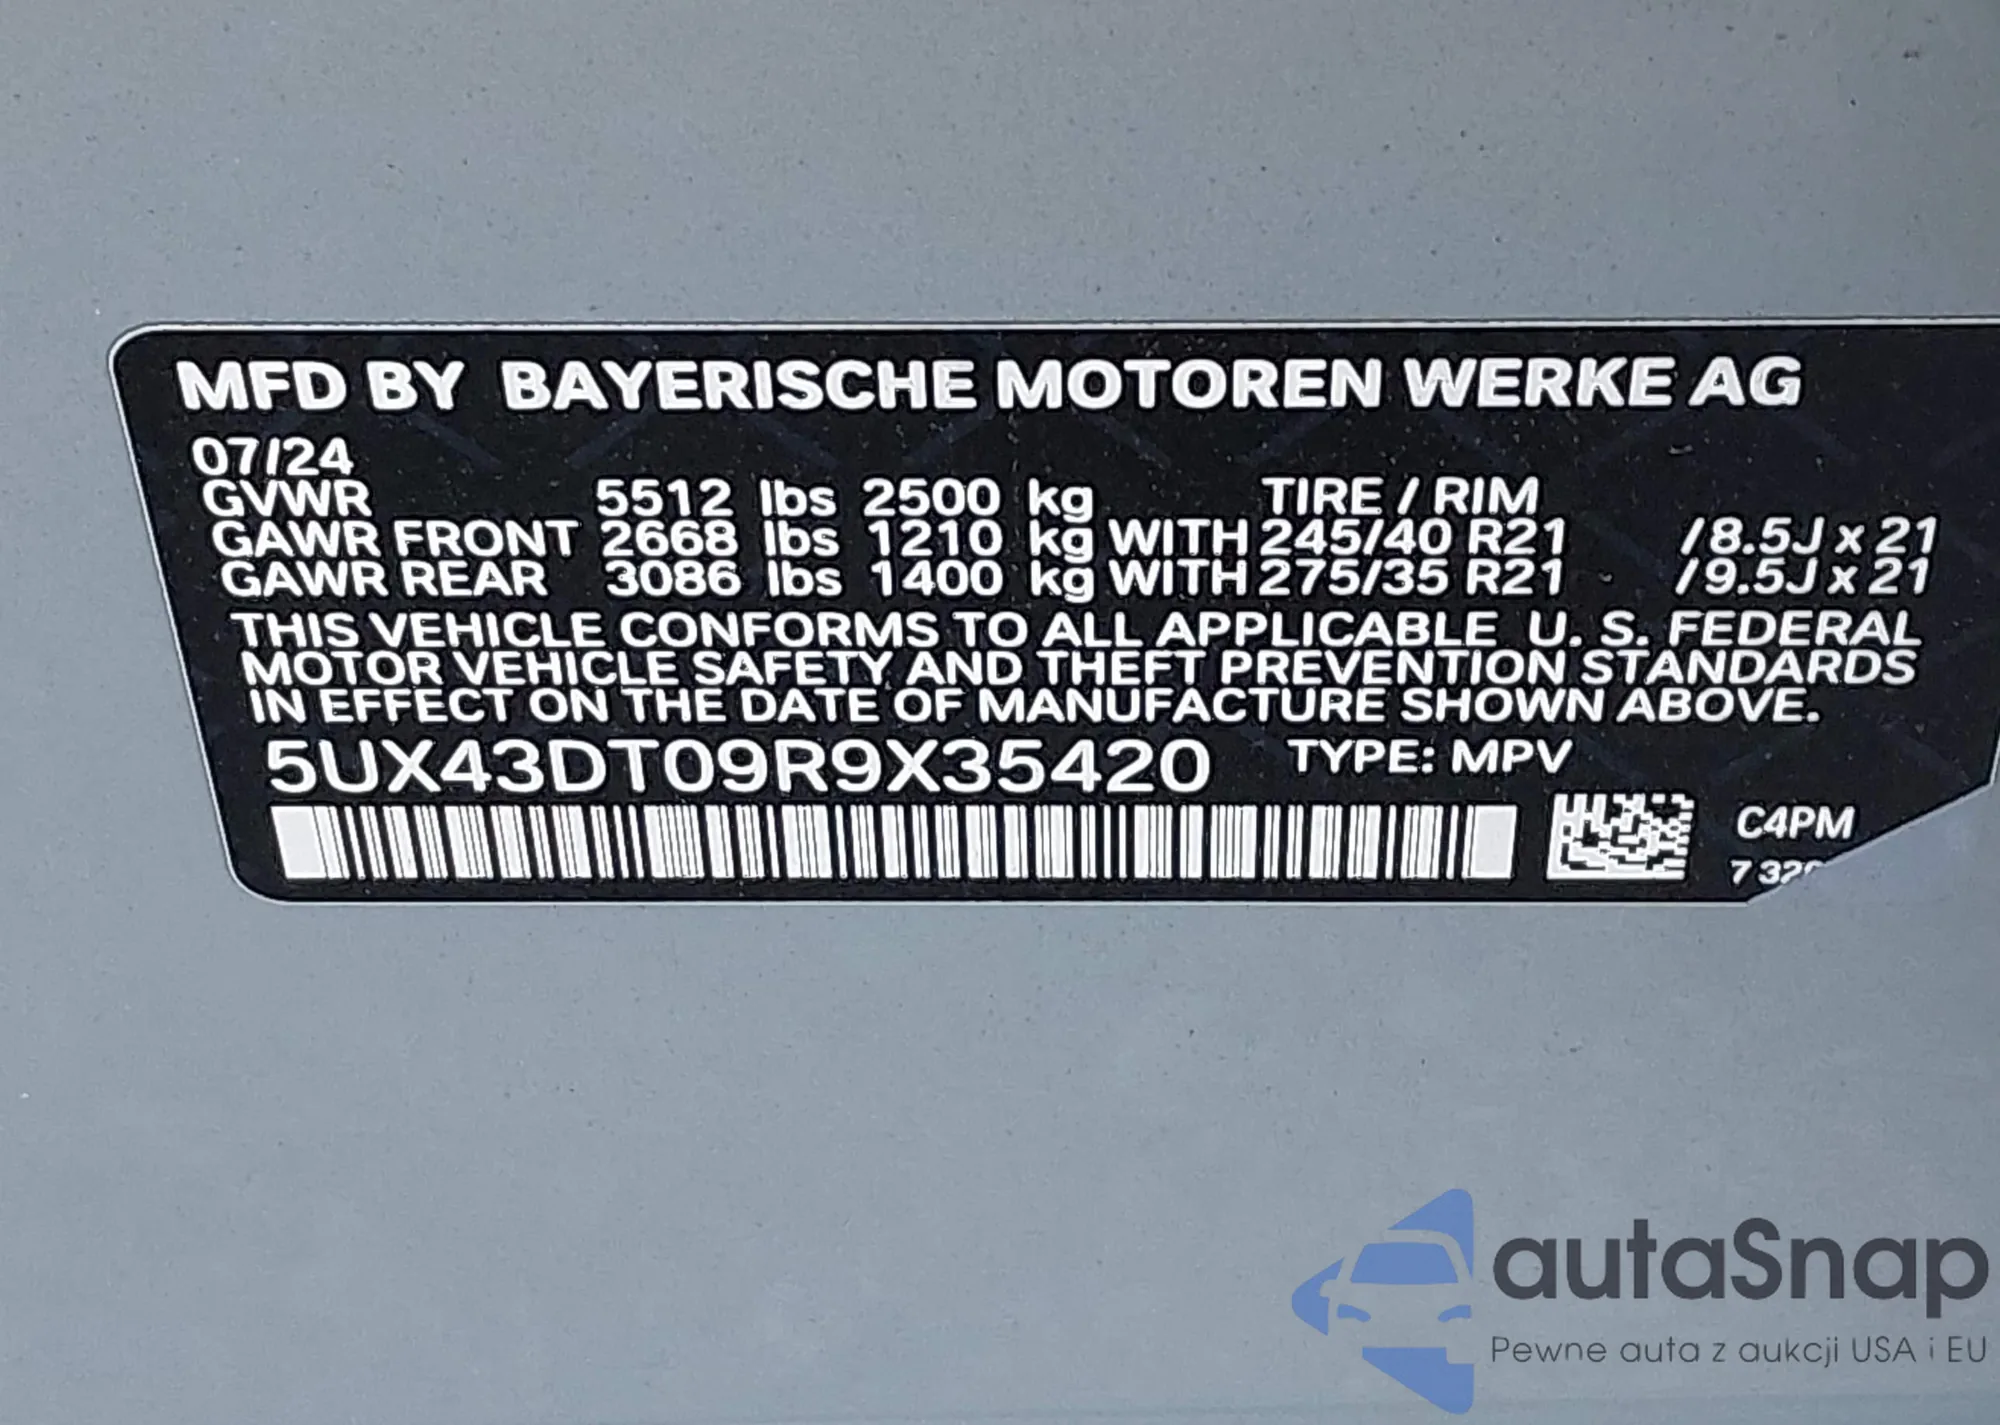 MFD BY BAYERISCHE MOTOREN WERKE AG
07/24
GVWR 5512 lbs 2500 kg TIRE / RIM
GAWR FRONT 2668 lbs 1210 kg WITH 245/40 R21 /8.5J x 21
GAWR REAR 3086 lbs 1400 kg WITH 275/35 R21 /9.5J x 21
THIS VEHICLE CONFORMS TO ALL APPLICABLE U. S. FEDERAL
MOTOR VEHICLE SAFETY AND THEFT PREVENTION STANDARDS
IN EFFECT ON THE DATE OF MANUFACTURE SHOWN ABOVE.
5UX43DT09R9X35420 TYPE: MPV
C4PM
autaSnap
Pewne auta z aukcji USA i EU